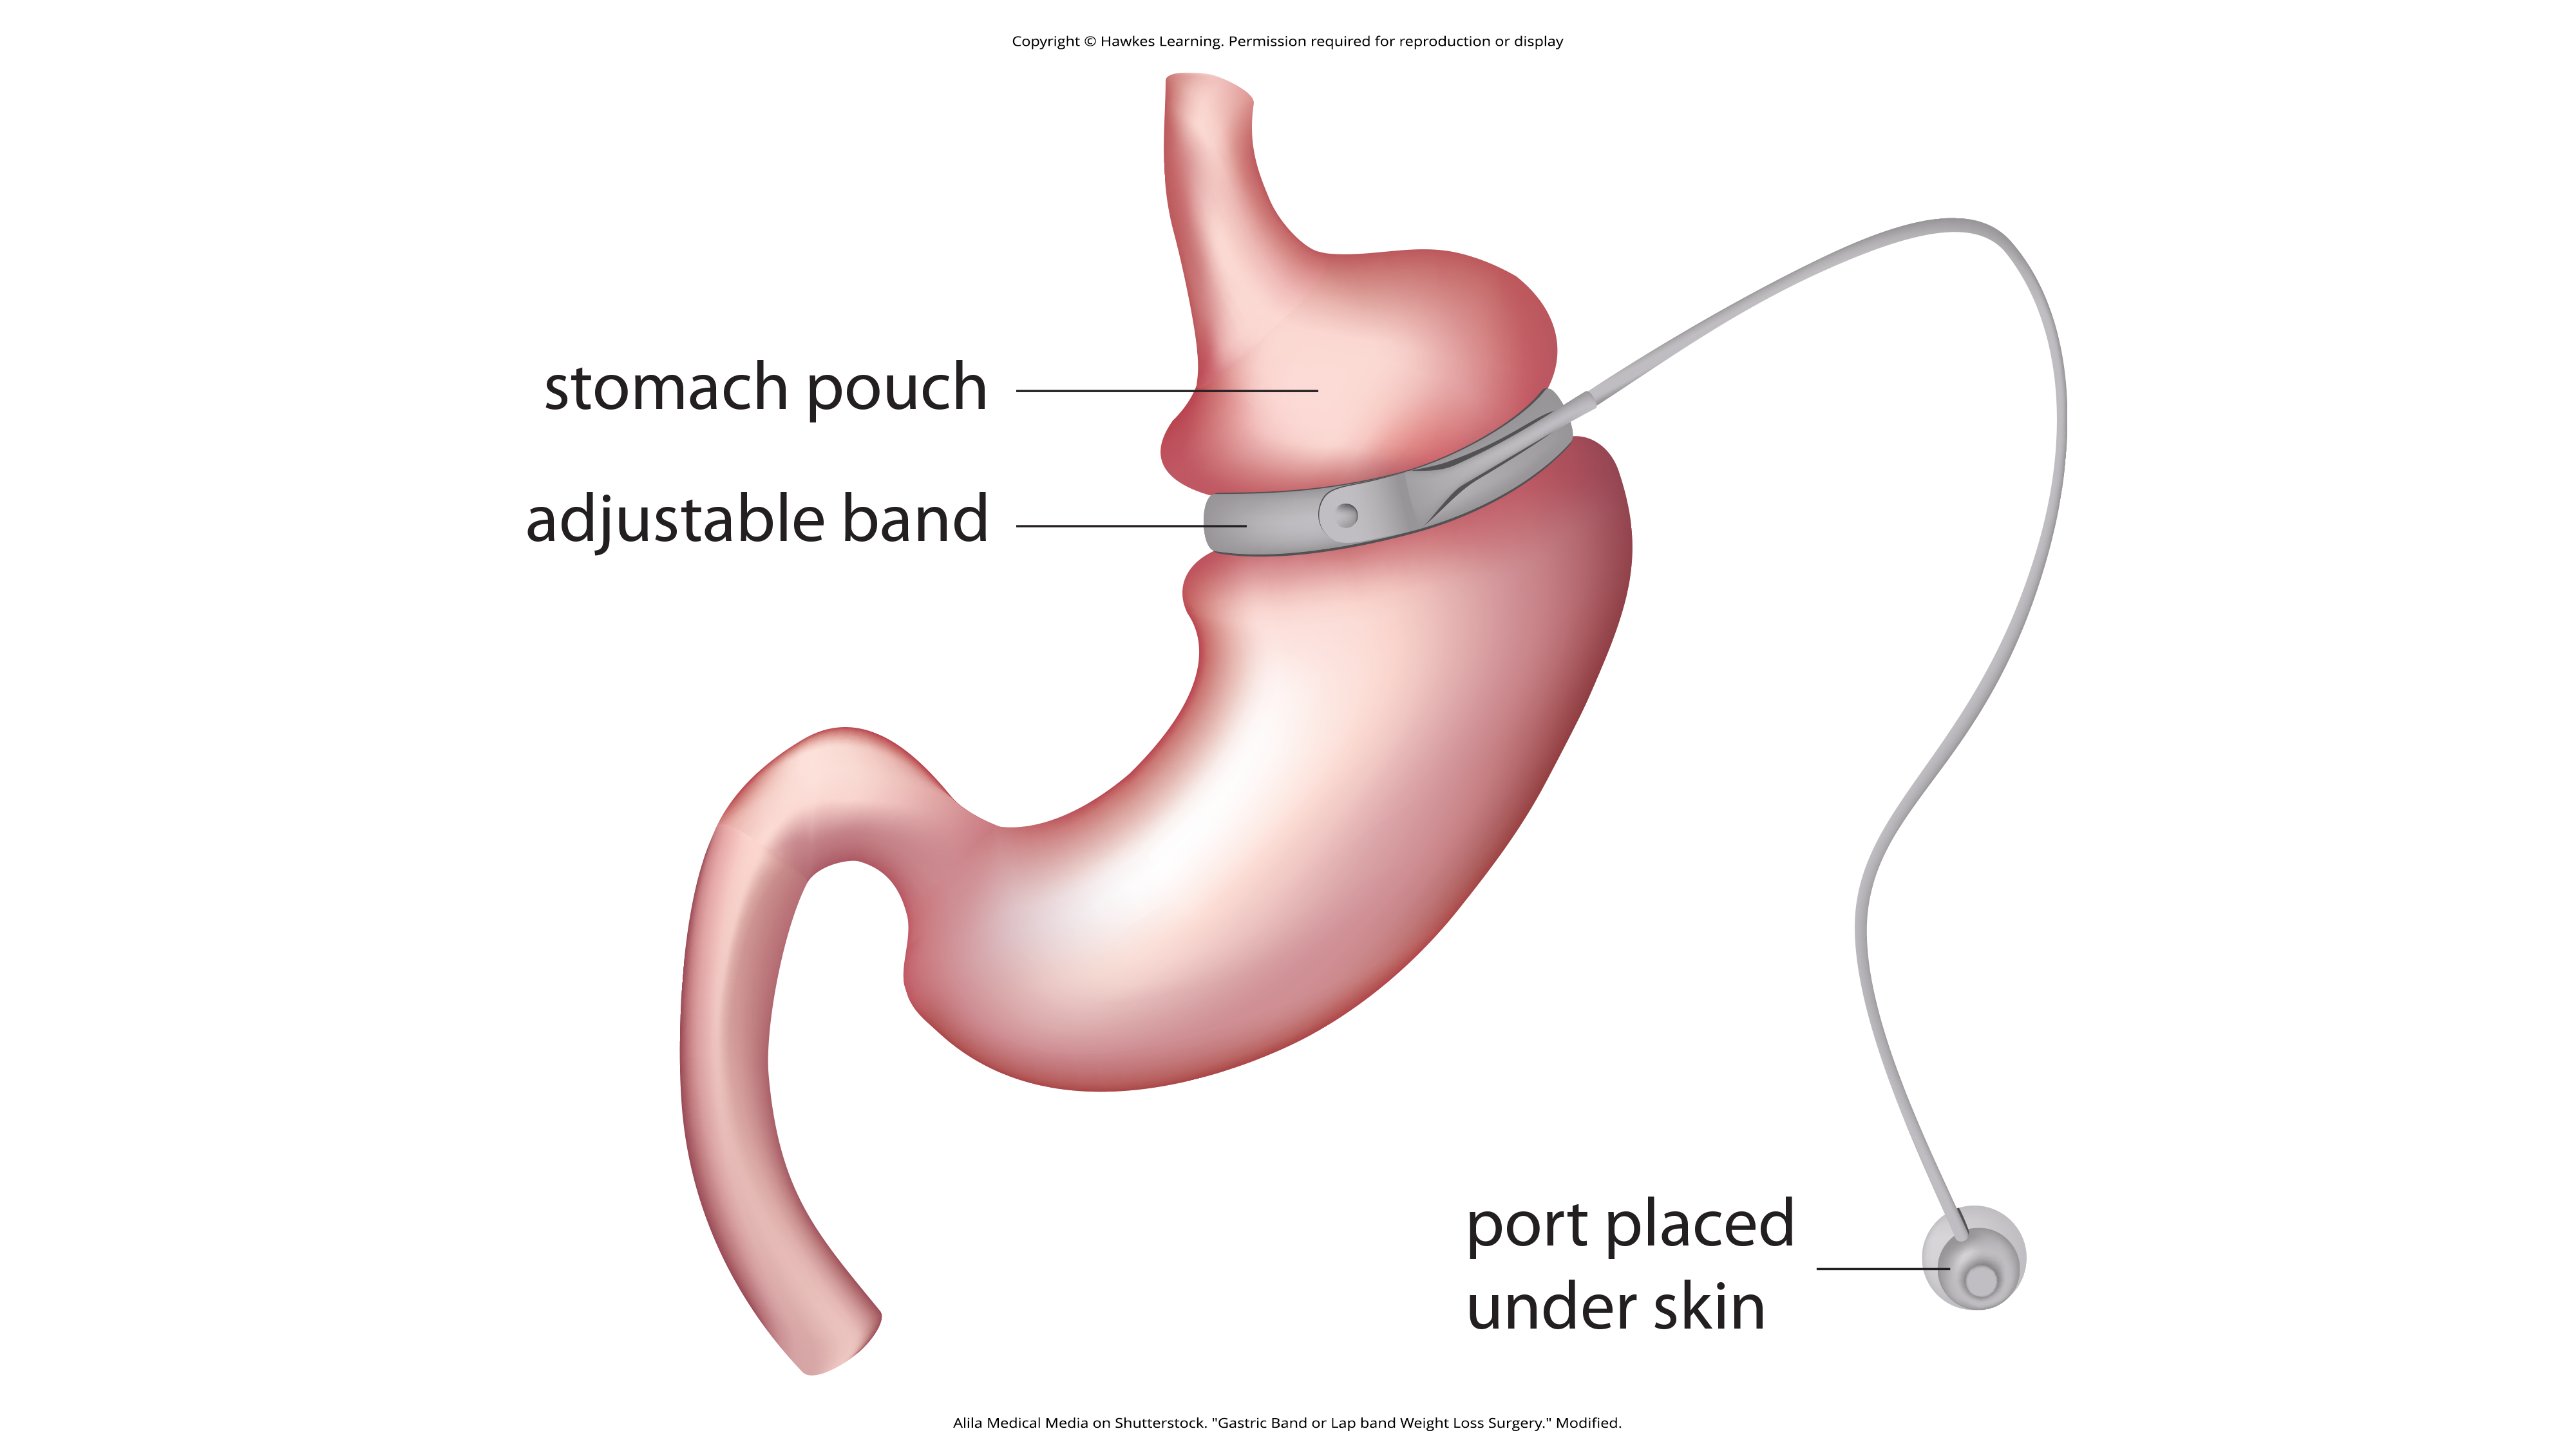 Copyright © Hawkes Learning. Permission required for reproduction or display
stomach pouch
adjustable band
port placed
under skin
Alila Medical Media on Shutterstock. "Gastric Band or Lap band Weight Loss Surgery." Modified.